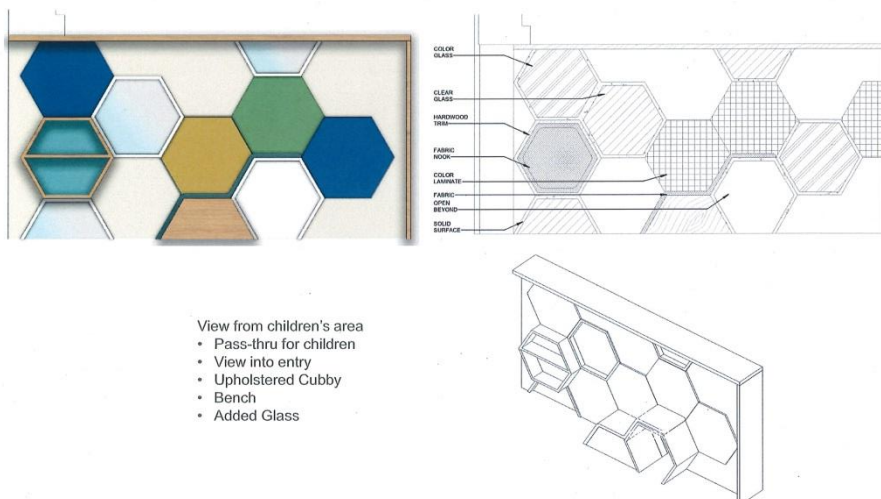 COLOR
GLASS
CLEAR
GLASS
HARDWOOD
TRIM
FABRIC
NOOK
COLOR
LAMINATE
FABRIC
OPEN
BEYOND
SOLID
SURFACE
View from children's area
• Pass-thru for children
• View into entry
• Upholstered Cubby
• Bench
• Added Glass